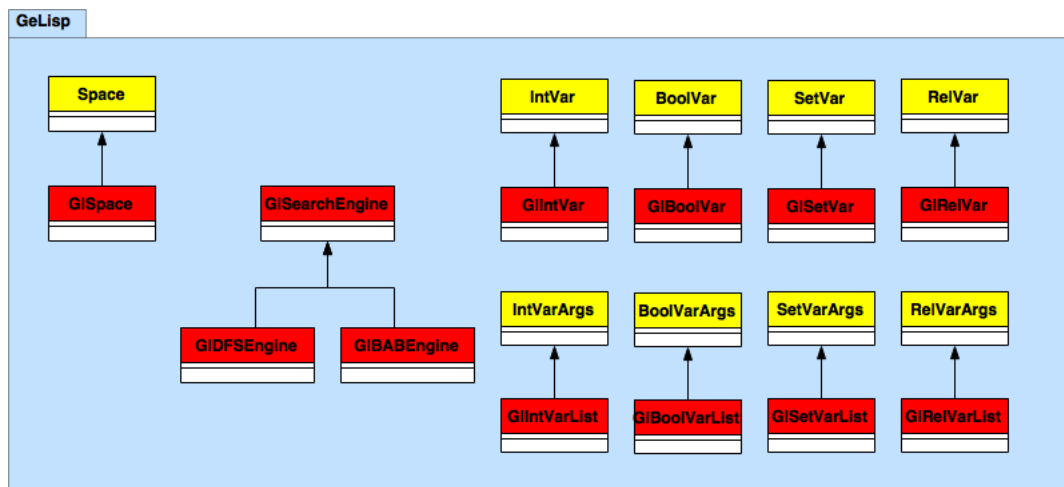 GeLisp
Space
IntVar
BoolVar
SetVar
RelVar
GlSpace
GlSearchEngine
GlIntVar
GlBoolVar
GlSetVar
GlRelVar
IntVarArgs
BoolVarArgs
SetVarArgs
RelVarArgs
GlDFSEngine
GlBABEngine
GlIntVarList
GlBoolVarList
GlSetVarList
GlRelVarList